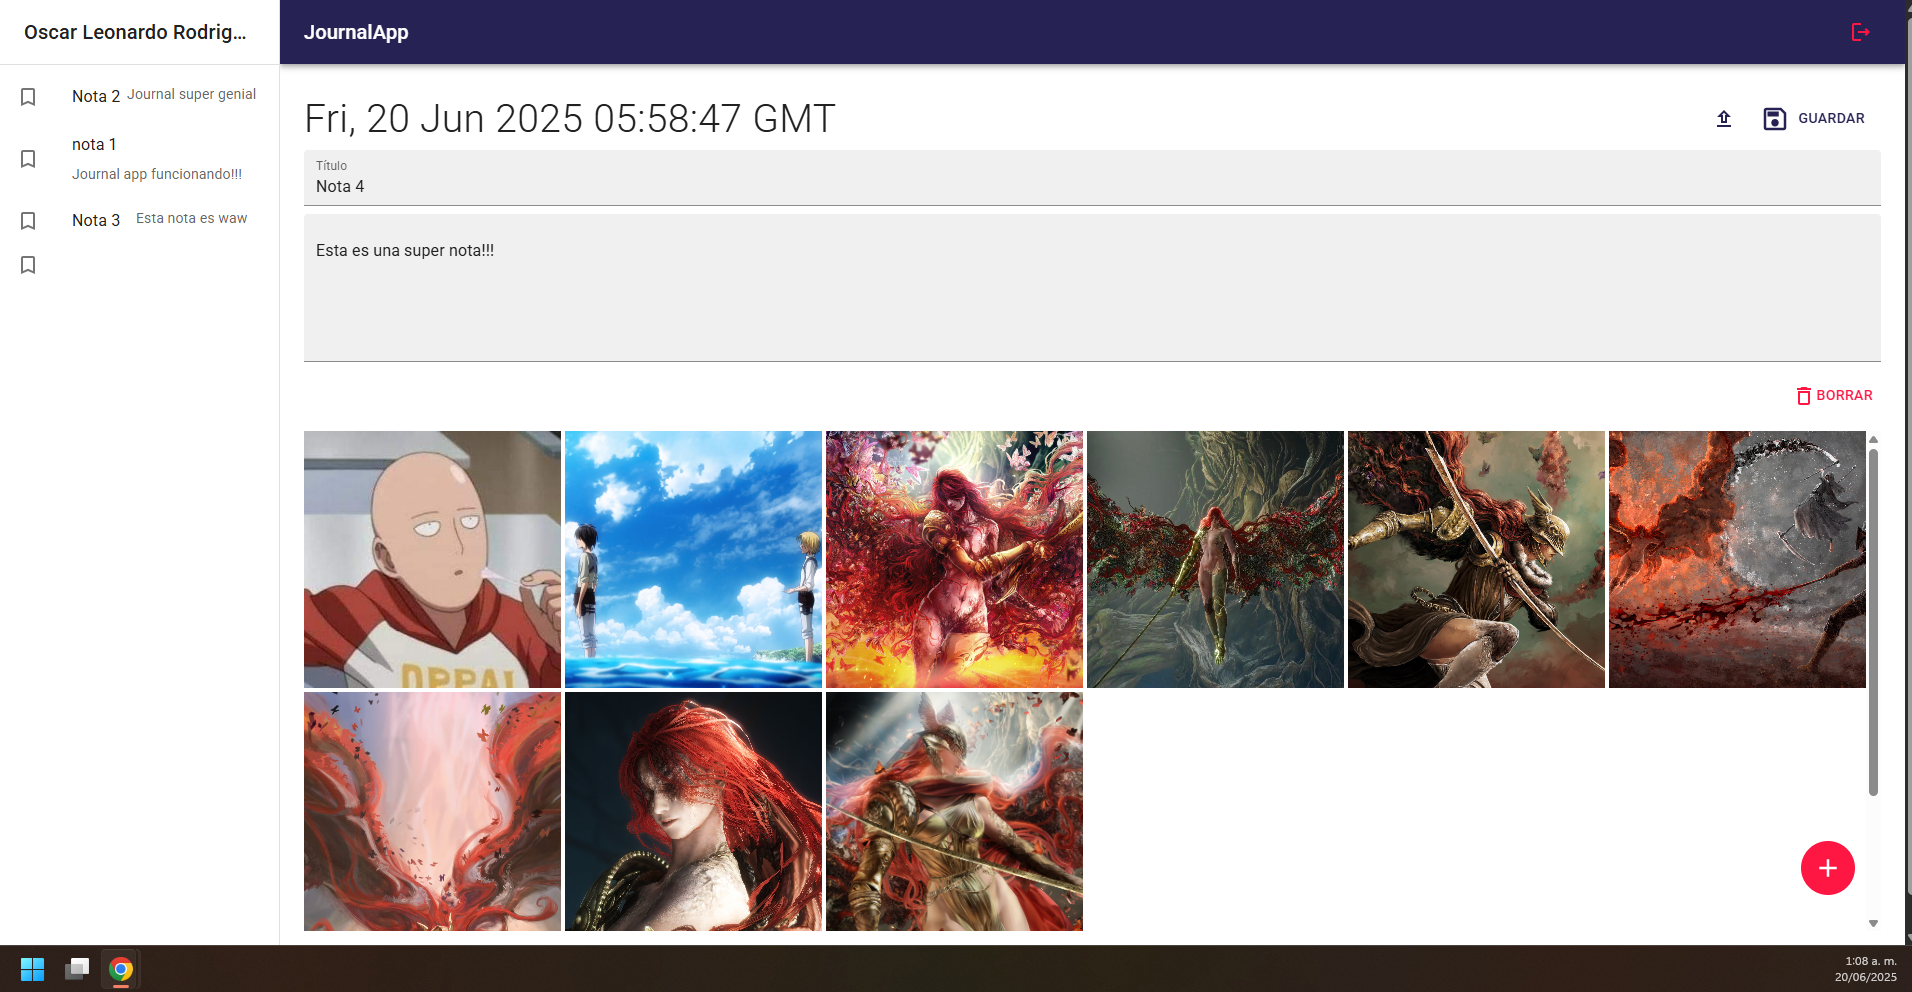 Oscar Leonardo Rodrig...
JournalApp
Nota 2 Journal super genial
nota 1
Journal app funcionando!!!
Nota 3 Esta nota es waw
Fri, 20 Jun 2025 05:58:47 GMT
GUARDAR
Título
Nota 4
Esta es una super nota!!!
BORRAR
OPPAI
1:08 a. m.
20/06/2025